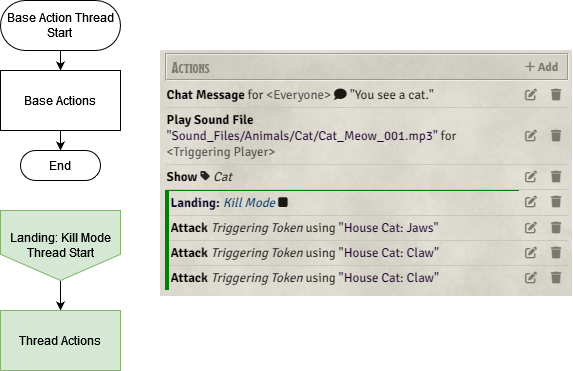 Base Action Thread
Start
Base Actions
End
Landing: Kill Mode
Thread Start
Thread Actions
ACTIONS
+ Add
Chat Message for <Everyone> "You see a cat."
Play Sound File
"Sound_Files/Animals/Cat/Cat_Meow_001.mp3" for
<Triggering Player>
Show Cat
Landing: Kill Mode
Attack Triggering Token using "House Cat: Jaws"
Attack Triggering Token using "House Cat: Claw"
Attack Triggering Token using "House Cat: Claw"